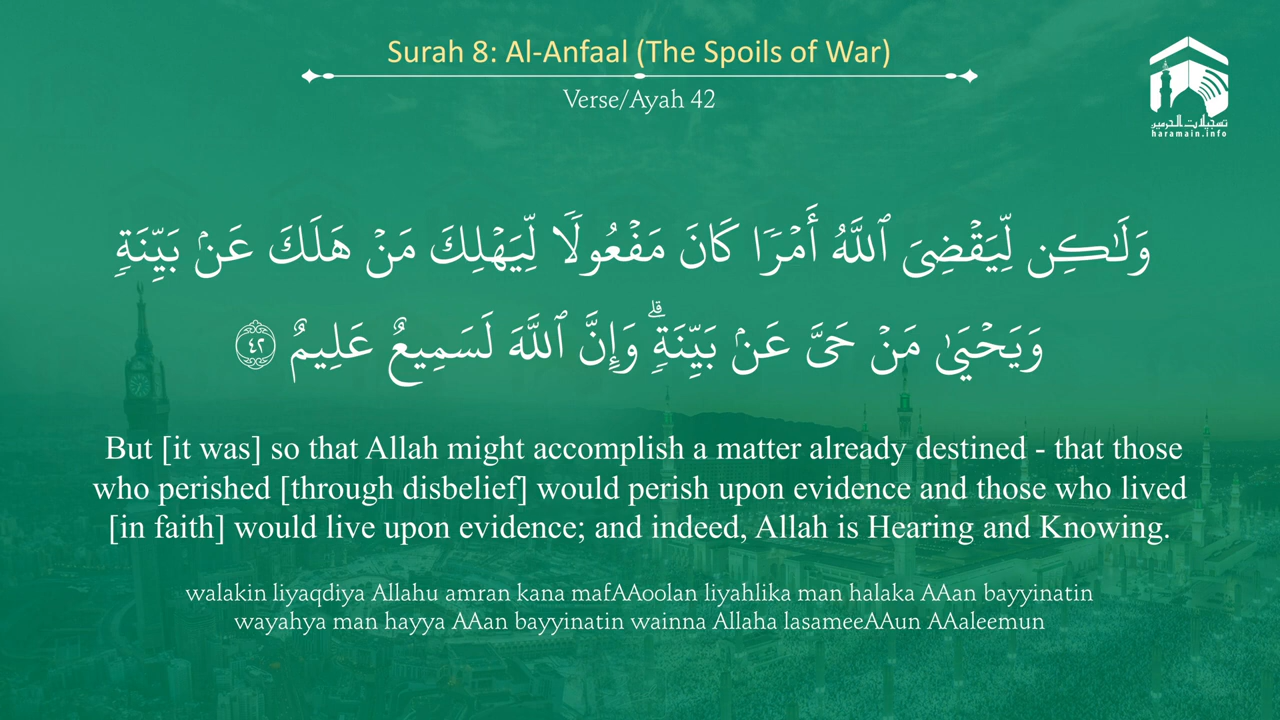 Surah 8: Al-Anfaal (The Spoils of War)
Verse/Ayah 42
تسجيلات الحرمين
haramain.info
وَلَـٰكِن لِّيَقۡضِىَ ٱللَّهُ أَمۡرࣰا كَانَ مَفۡعُولࣰا لِّيَهۡلِكَ مَنۡ هَلَكَ عَنۢ بَيِّنَةࣲ
وَيَحۡيَىٰ مَنۡ حَىَّ عَنۢ بَيِّنَةࣲۗ وَإِنَّ ٱللَّهَ لَسَمِيعٌ عَلِيمٌ ٤٢
But [it was] so that Allah might accomplish a matter already destined - that those
who perished [through disbelief] would perish upon evidence and those who lived
[in faith] would live upon evidence; and indeed, Allah is Hearing and Knowing.
walakin liyaqdiya Allahu amran kana mafAAoolan liyahlika man halaka AAan bayyinatin
wayahya man hayya AAan bayyinatin wainna Allaha lasameeAAun AAaleemun